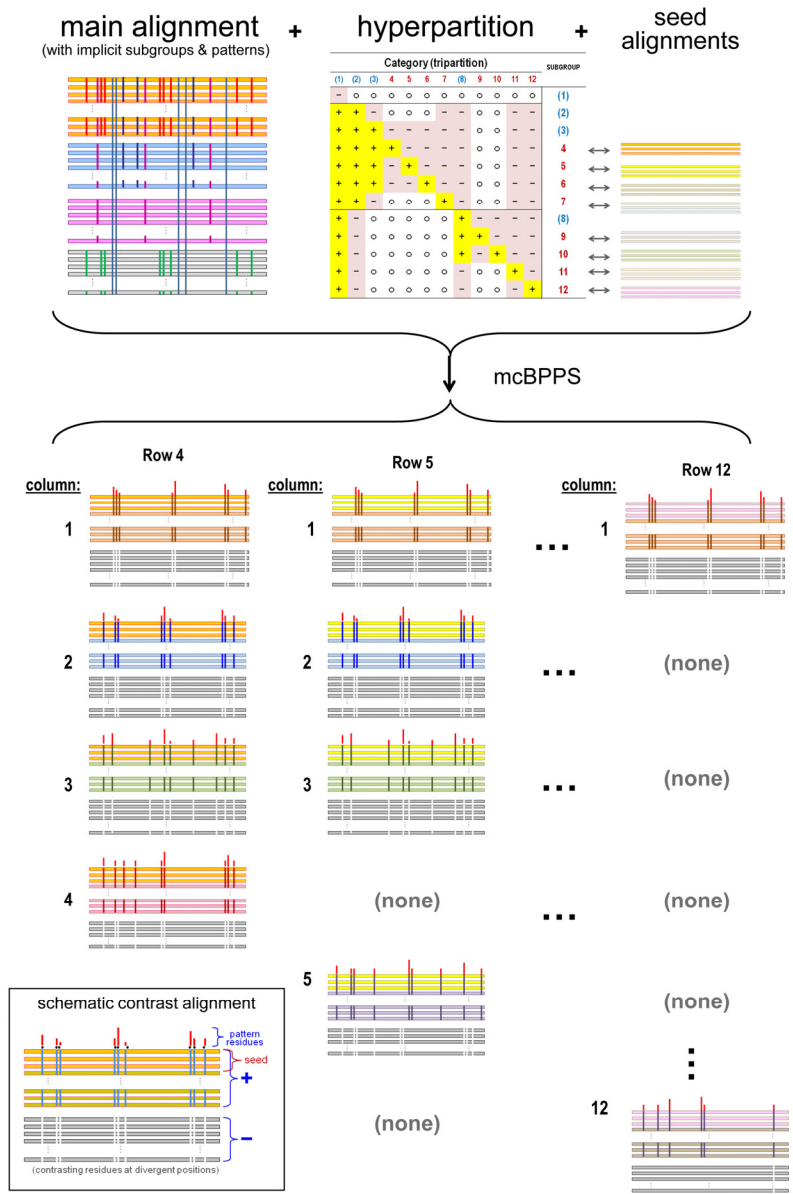 main alignment + hyperpartition + seed
(with implicit subgroups & patterns) alignments
Category (tripartition) SUBGROUP
(1) (2) (3) 4 5 6 7 (8) 9 10 11 12
− o o o o o o o o o o o (1)
+ + − o o o − − o o − − (2)
+ + + − − − − − o o − − (3)
+ + + + − − − − o o − − 4
+ + + − + − − − o o − − 5
+ + + − − + − − o o − − 6
+ + − o o o + − o o − − 7
+ − o o o o o + − − − − (8)
+ − o o o o o + + − − − 9
+ − o o o o o + − + − − 10
+ − o o o o o − o o + − 11
+ − o o o o o − o o − + 12
mcBPPS
Row 4 Row 5 Row 12
column: column: column:
1 1 ... 1
2 2 ... (none)
3 3 ... (none)
4 (none) ... (none)
5 (none)
schematic contrast alignment
pattern
residues
seed
+
−
(contrasting residues at divergent positions)
(none)
12